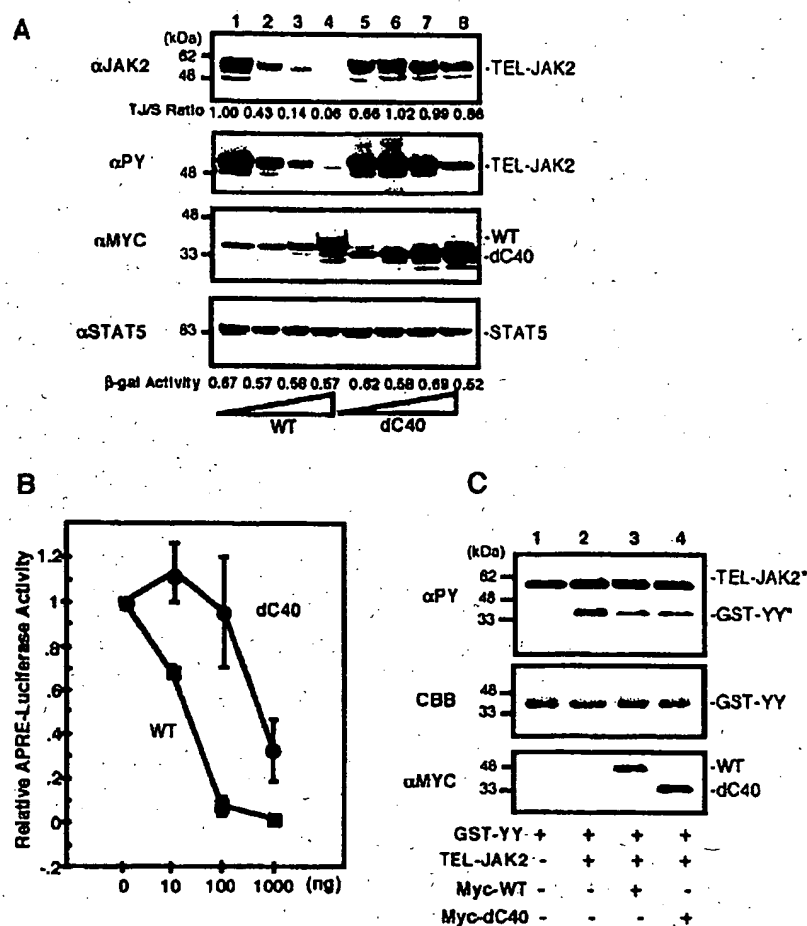 A
1 2 3 4 5 6 7 8
(kDa)
αJAK2 62 48 -TEL-JAK2
TJ/S Ratio 1.00 0.43 0.14 0.06 0.66 1.02 0.99 0.86
αPY 48 -TEL-JAK2
αMYC 48 33 -WT -dC40
αSTAT5 83 -STAT5
β-gal Activity 0.67 0.57 0.58 0.57 0.62 0.58 0.69 0.52
WT dC40
B
Relative APRE-Luciferase Activity
1.2
1
.8
.6
.4
.2
0
-.2
dC40
WT
0 10 100 1000 (ng)
C
1 2 3 4
(kDa)
αPY 62 48 33 -TEL-JAK2* -GST-YY*
CBB 48 33 -GST-YY
αMYC 48 33 -WT -dC40
GST-YY + + + +
TEL-JAK2 - + + +
Myc-WT - - + -
Myc-dC40 - - - +